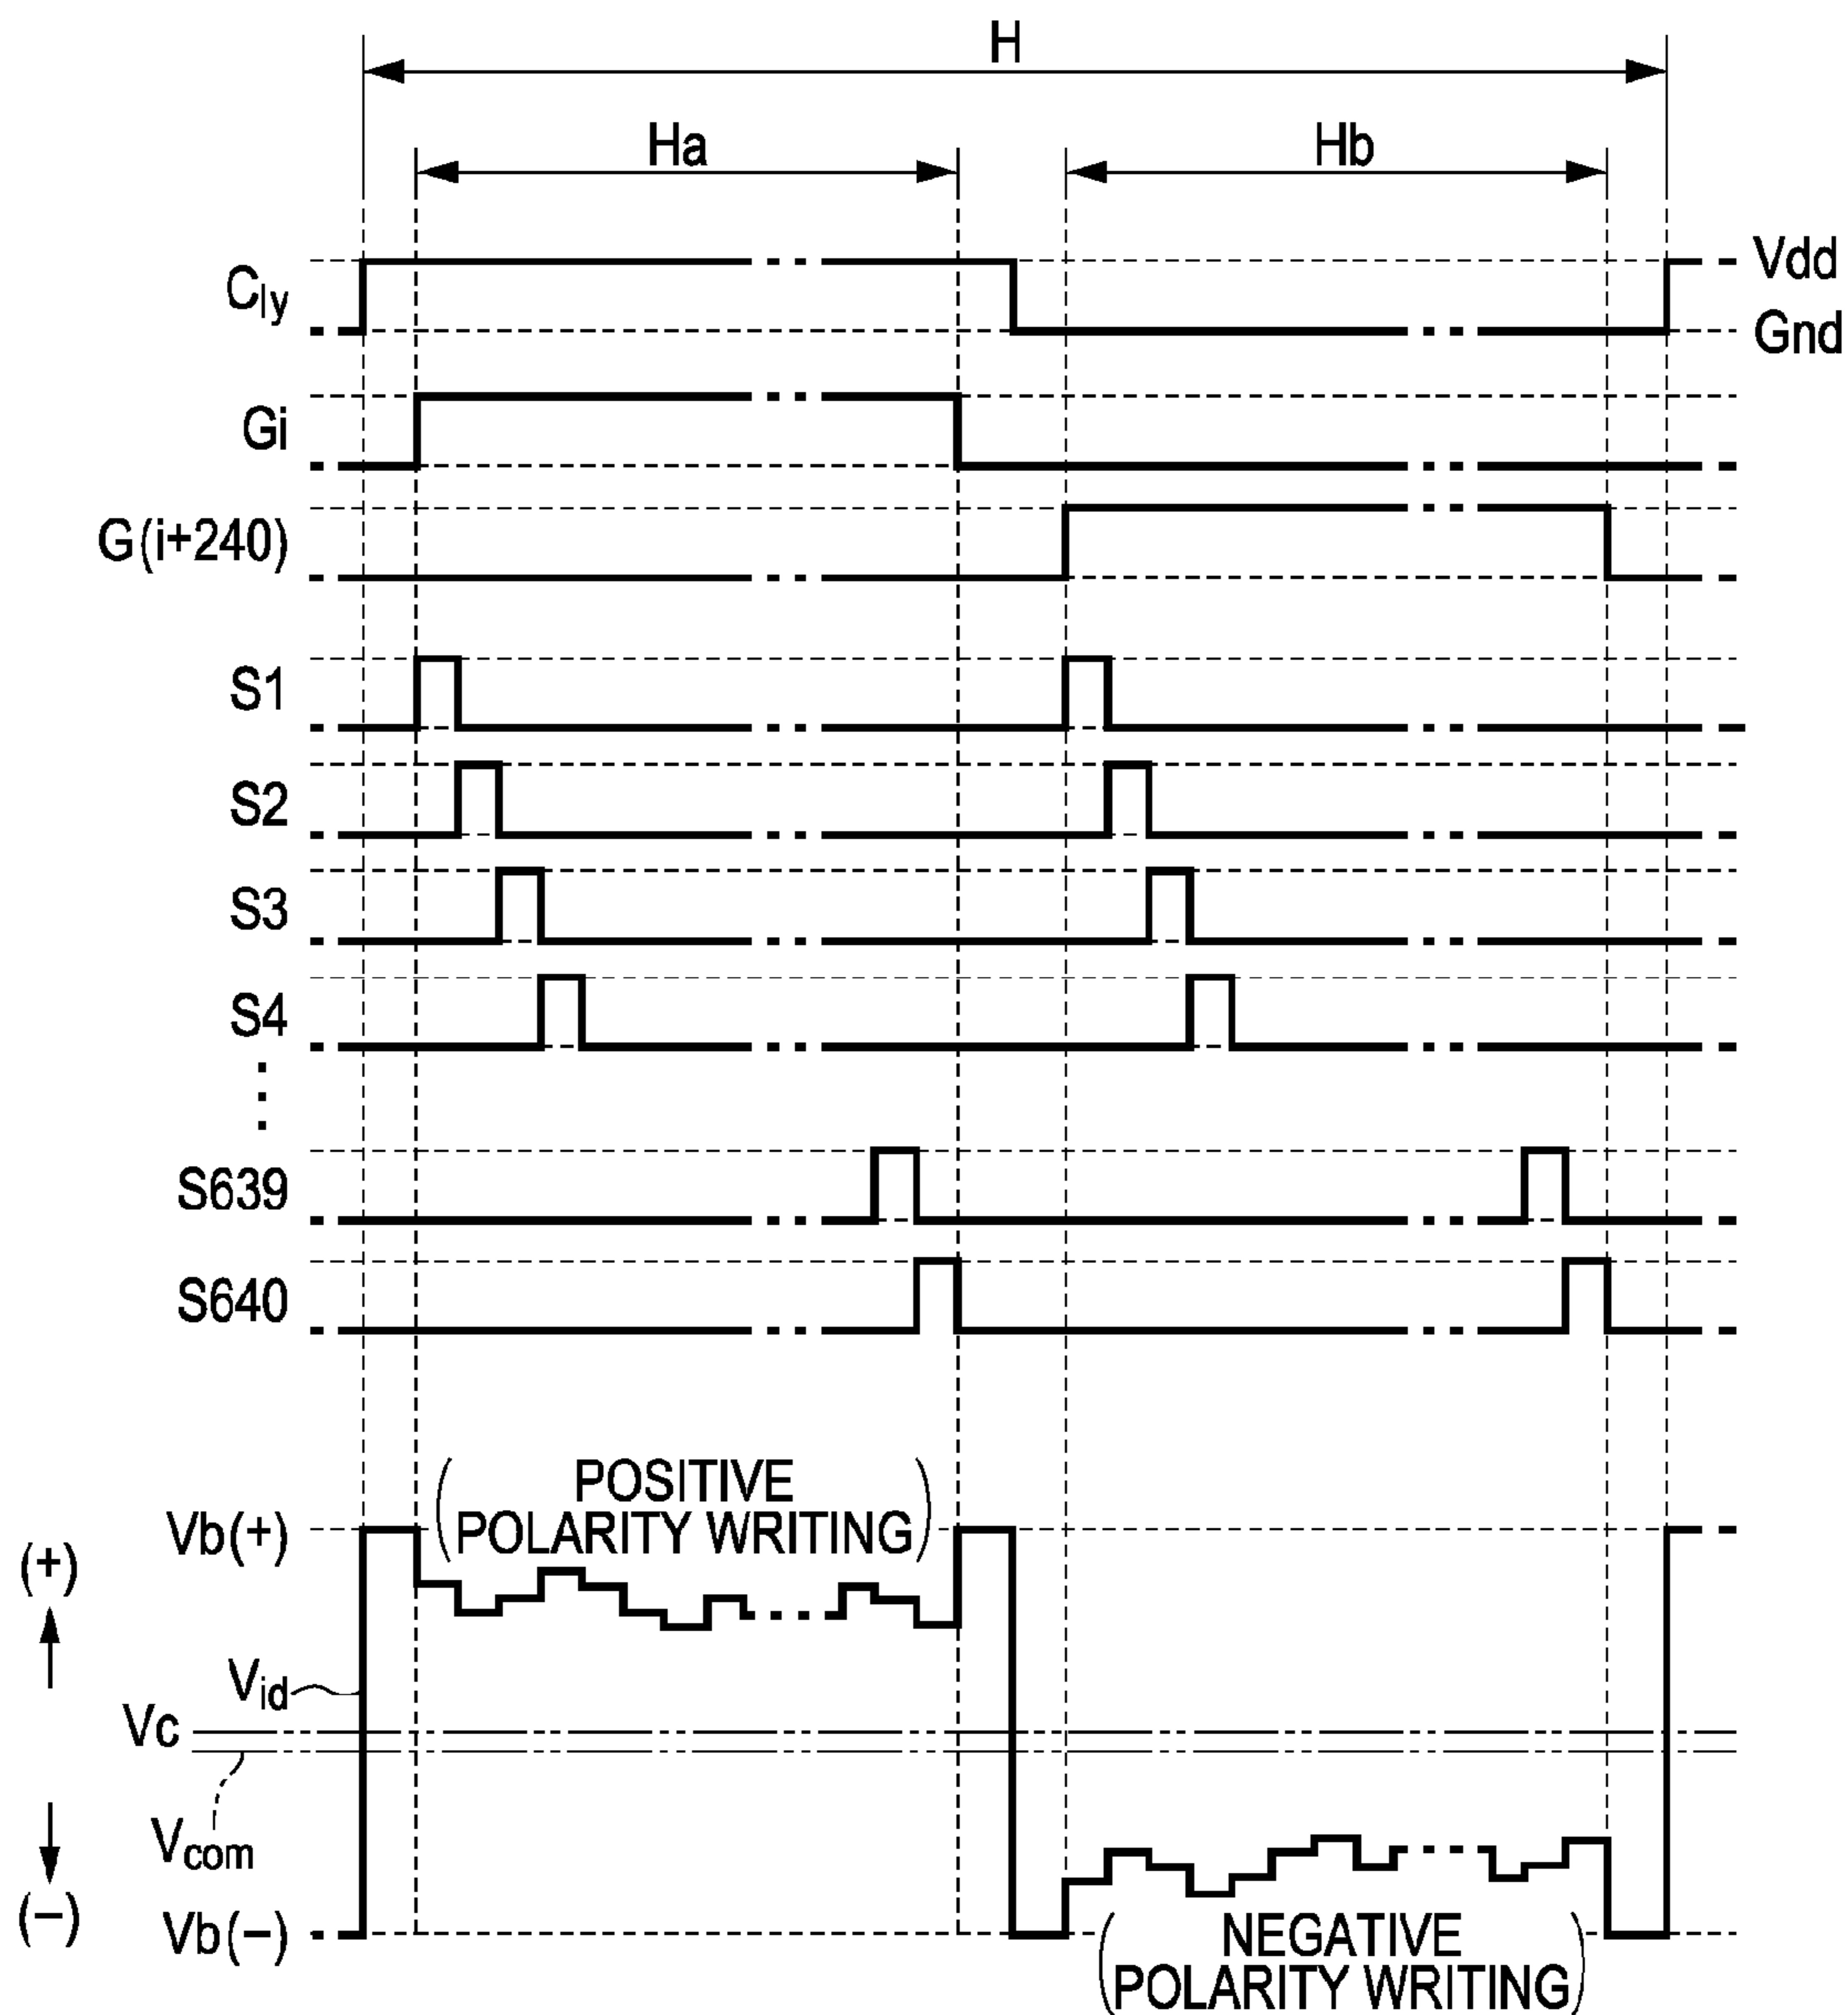 H
Ha Hb
Cly Vdd
Gnd
Gi
G(i+240)
S1
S2
S3
S4
S639
S640
(POSITIVE
POLARITY WRITING)
Vb(+)
(+)
Vid
Vc
Vcom
(−)
Vb(−)
(NEGATIVE
POLARITY WRITING)